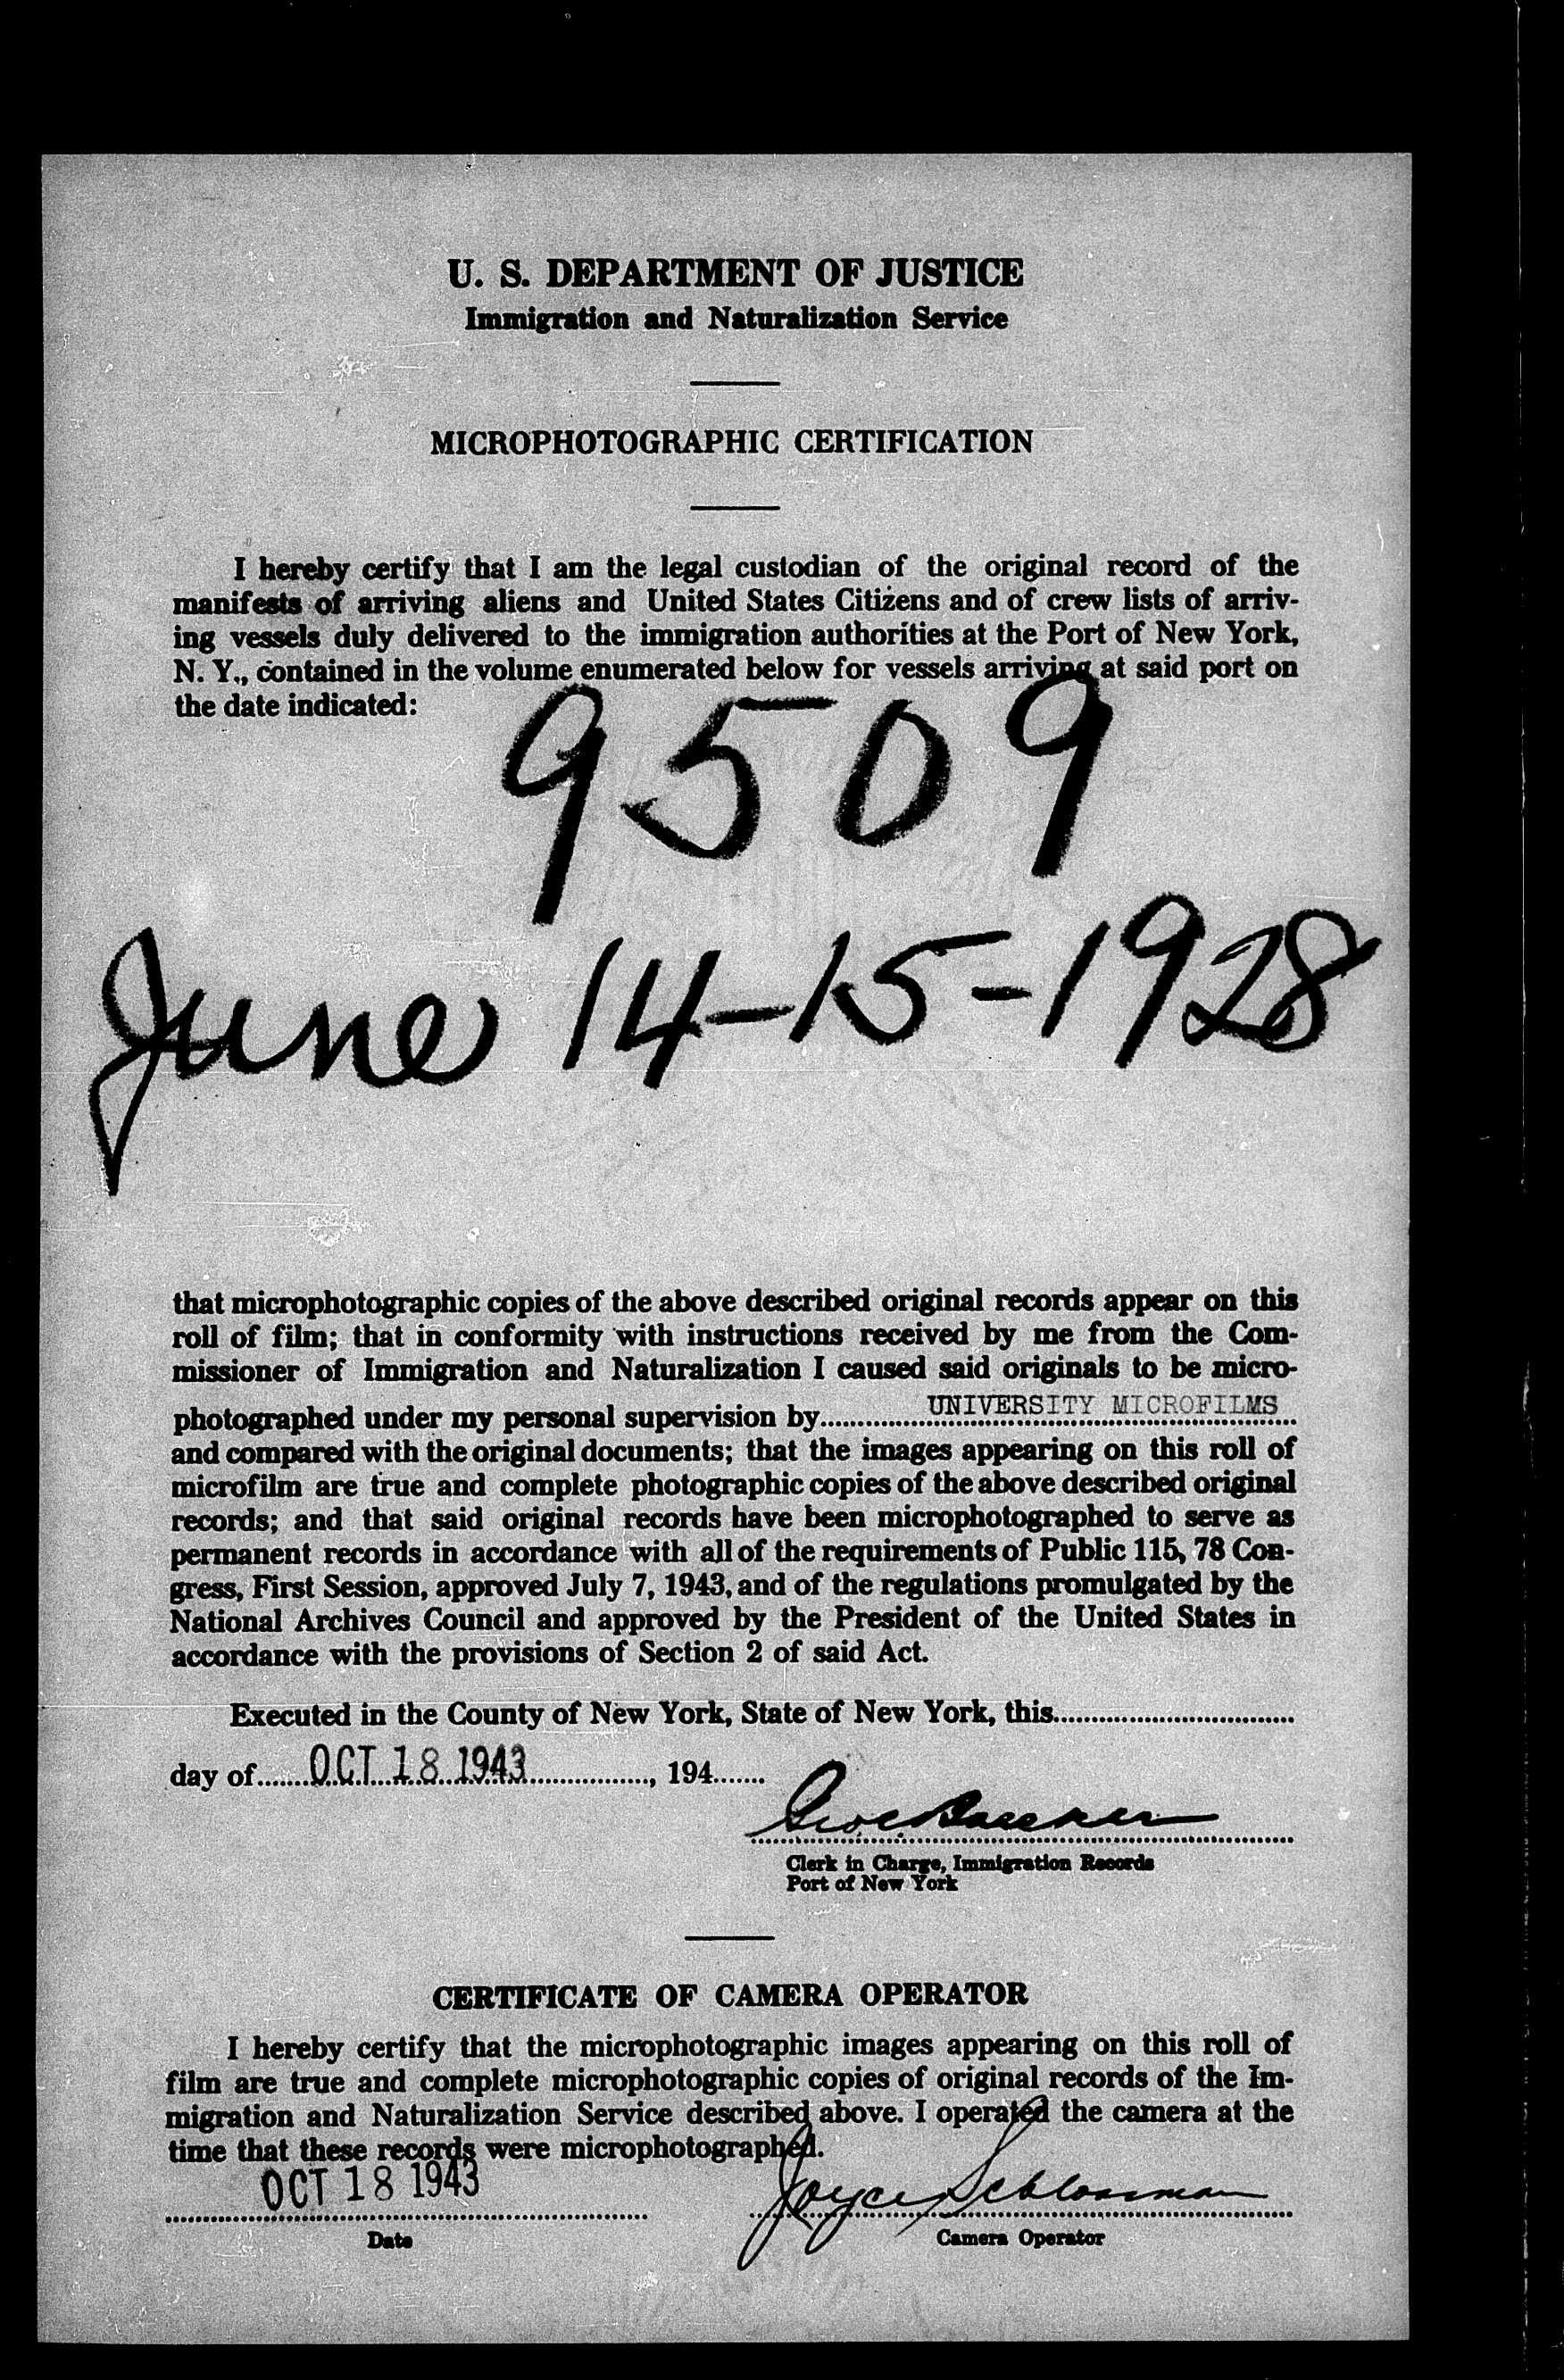 U. S. DEPARTMENT OF JUSTICE
Immigration and Naturalization Service
MICROPHOTOGRAPHIC CERTIFICATION
I hereby certify that I am the legal custodian of the original record of the
manifests of arriving aliens and United States Citizens and of crew lists of arriv-
ing vessels duly delivered to the immigration authorities at the Port of New York,
N. Y., contained in the volume enumerated below for vessels arriving at said port on
the date indicated:
9509
June 14-15-1928
that microphotographic copies of the above described original records appear on this
roll of film; that in conformity with instructions received by me from the Com-
missioner of Immigration and Naturalization I caused said originals to be micro-
photographed under my personal supervision by UNIVERSITY MICROFILMS
and compared with the original documents; that the images appearing on this roll of
microfilm are true and complete photographic copies of the above described original
records; and that said original records have been microphotographed to serve as
permanent records in accordance with all of the requirements of Public 115, 78 Con-
gress, First Session, approved July 7, 1943, and of the regulations promulgated by the
National Archives Council and approved by the President of the United States in
accordance with the provisions of Section 2 of said Act.
Executed in the County of New York, State of New York, this
day of OCT 18 1943, 194
Clerk in Charge, Immigration Records
Port of New York
CERTIFICATE OF CAMERA OPERATOR
I hereby certify that the microphotographic images appearing on this roll of
film are true and complete microphotographic copies of original records of the Im-
migration and Naturalization Service described above. I operated the camera at the
time that these records were microphotographed.
OCT 18 1943 Joyce Schlossman
Date Camera Operator